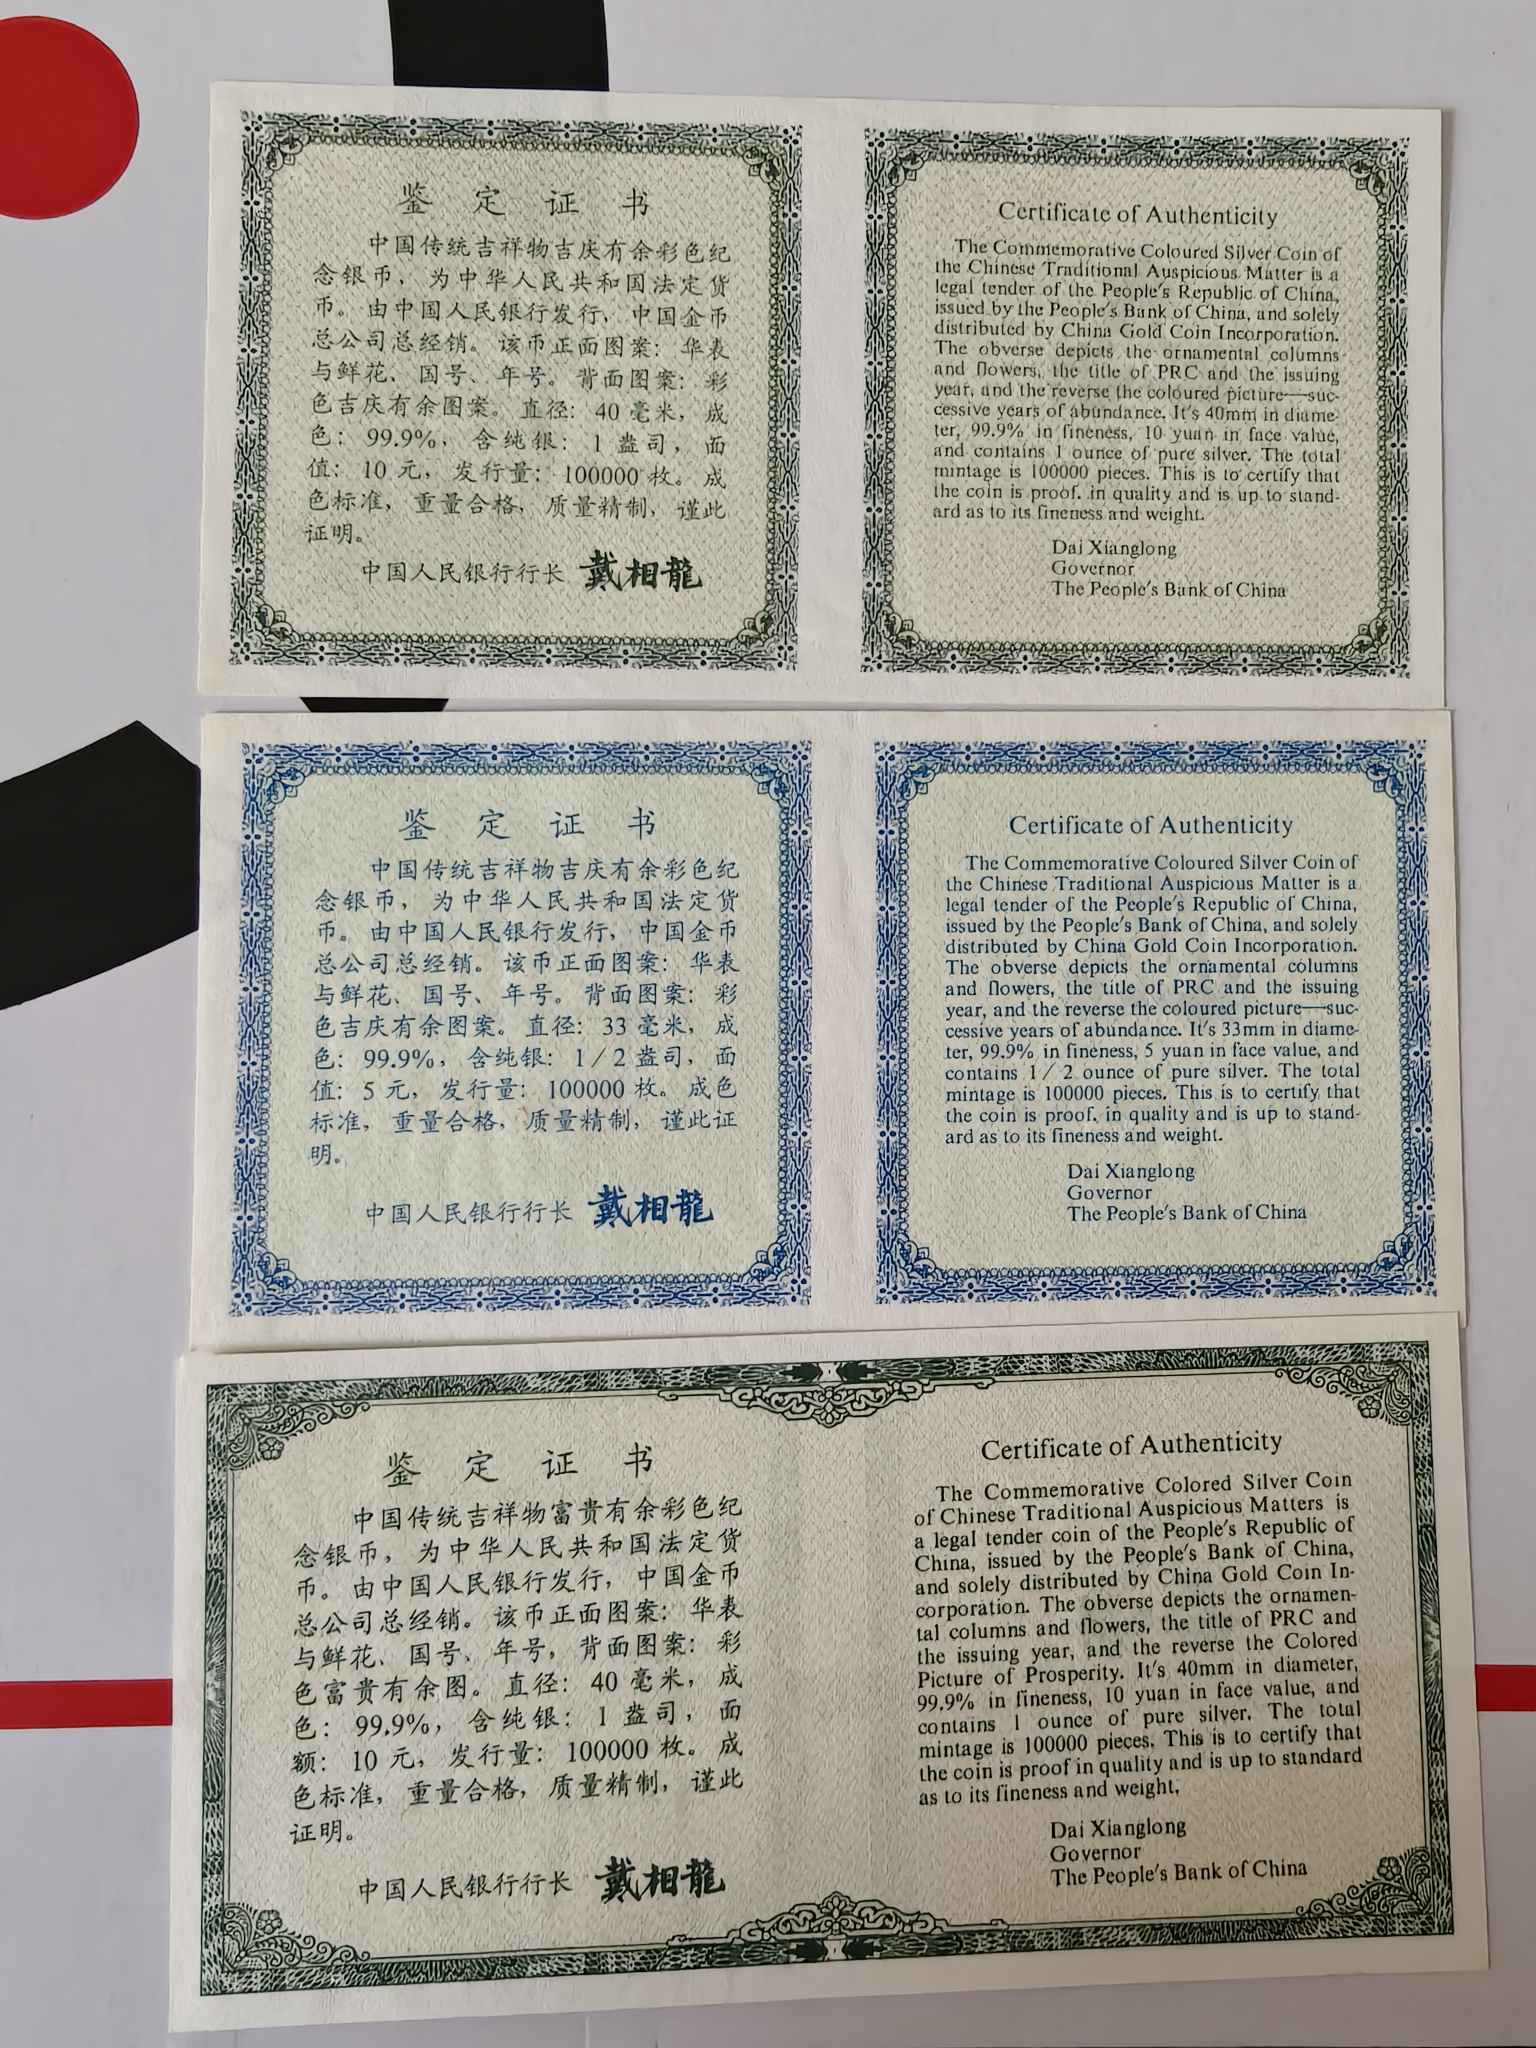 鉴定证书
中国传统吉祥物吉庆有余彩色纪
念银币，为中华人民共和国法定货
币。由中国人民银行发行，中国金币
总公司总经销。该币正面图案：华表
与鲜花、国号、年号。背面图案：彩
色吉庆有余图案。直径：40毫米，成
色：99.9%，含纯银：1盎司，面
值：10元，发行量：100000枚。成
色标准，重量合格，质量精制，谨此
证明。
中国人民银行行长 戴相龍
Certificate of Authenticity
The Commemorative Coloured Silver Coin of
the Chinese Traditional Auspicious Matter is a
legal tender of the People's Republic of China,
issued by the People's Bank of China, and solely
distributed by China Gold Coin Incorporation.
The obverse depicts the ornamental columns
and flowers, the title of PRC and the issuing
year, and the reverse the coloured picture—suc-
cessive years of abundance. It's 40mm in diame-
ter, 99.9% in fineness, 10 yuan in face value,
and contains 1 ounce of pure silver. The total
mintage is 100000 pieces. This is to certify that
the coin is proof. in quality and is up to stand-
ard as to its fineness and weight.
Dai Xianglong
Governor
The People's Bank of China
鉴定证书
中国传统吉祥物吉庆有余彩色纪
念银币，为中华人民共和国法定货
币。由中国人民银行发行，中国金币
总公司总经销。该币正面图案：华表
与鲜花、国号、年号。背面图案：彩
色吉庆有余图案。直径：33毫米，成
色：99.9%，含纯银：1/2盎司，面
值：5元，发行量：100000枚。成色
标准，重量合格，质量精制，谨此证
明。
中国人民银行行长 戴相龍
Certificate of Authenticity
The Commemorative Coloured Silver Coin of
the Chinese Traditional Auspicious Matter is a
legal tender of the People's Republic of China,
issued by the People's Bank of China, and solely
distributed by China Gold Coin Incorporation.
The obverse depicts the ornamental columns
and flowers, the title of PRC and the issuing
year, and the reverse the coloured picture—suc-
cessive years of abundance. It's 33mm in diame-
ter, 99.9% in fineness, 5 yuan in face value, and
contains 1/2 ounce of pure silver. The total
mintage is 100000 pieces. This is to certify that
the coin is proof. in quality and is up to stand-
ard as to its fineness and weight.
Dai Xianglong
Governor
The People's Bank of China
鉴定证书
中国传统吉祥物富贵有余彩色纪
念银币，为中华人民共和国法定货
币。由中国人民银行发行，中国金币
总公司总经销。该币正面图案：华表
与鲜花、国号、年号，背面图案：彩
色富贵有余图。直径：40毫米，成
色：99.9%，含纯银：1盎司，面
额：10元，发行量：100000枚。成
色标准，重量合格，质量精制，谨此
证明。
中国人民银行行长 戴相龍
Certificate of Authenticity
The Commemorative Colored Silver Coin
of Chinese Traditional Auspicious Matters is
a legal tender coin of the People's Republic of
China, issued by the People's Bank of China,
and solely distributed by China Gold Coin In-
corporation. The obverse depicts the ornamen-
tal columns and flowers, the title of PRC and
the issuing year, and the reverse the Colored
Picture of Prosperity. It's 40mm in diameter,
99.9% in fineness, 10 yuan in face value, and
contains 1 ounce of pure silver. The total
mintage is 100000 pieces. This is to certify that
the coin is proof in quality and is up to standard
as to its fineness and weight.
Dai Xianglong
Governor
The People's Bank of China